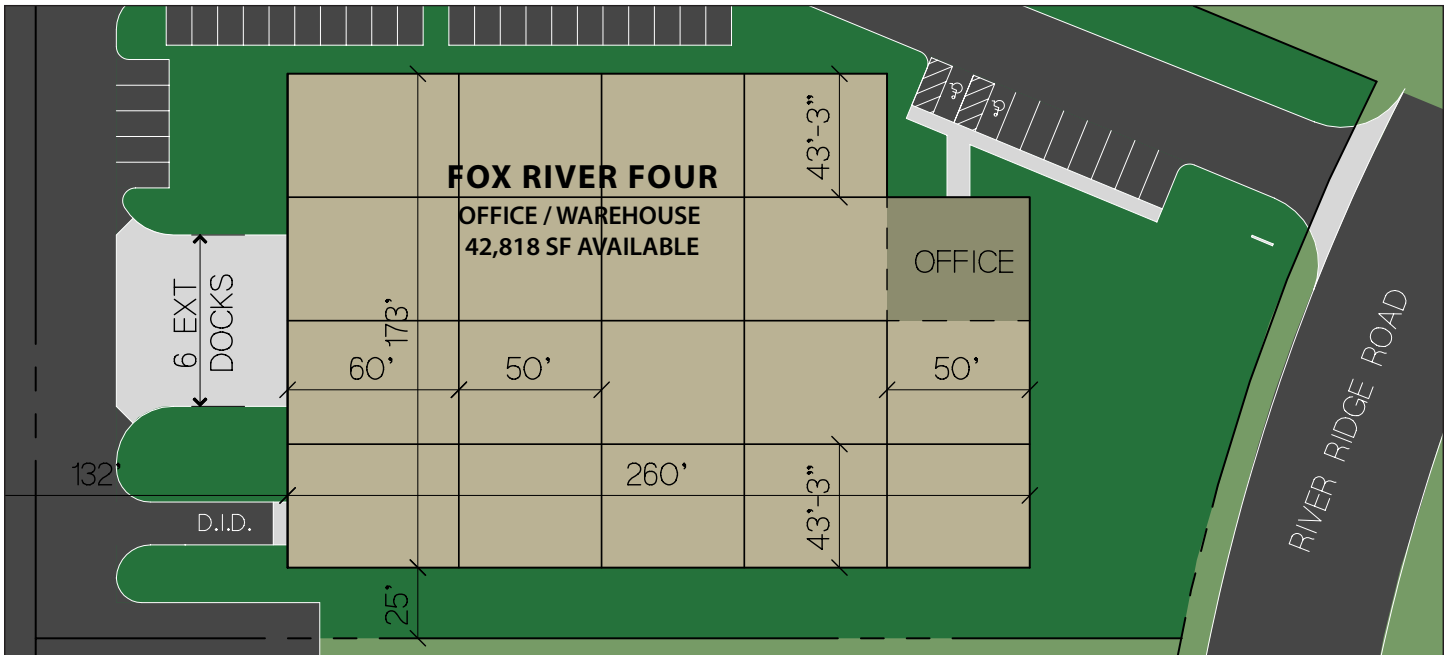 FOX RIVER FOUR
OFFICE / WAREHOUSE
42,818 SF AVAILABLE
43'-3"
OFFICE
6 EXT
DOCKS
173'
60'
50'
50'
RIVER RIDGE ROAD
132'
260'
43'-3"
D.I.D.
25'